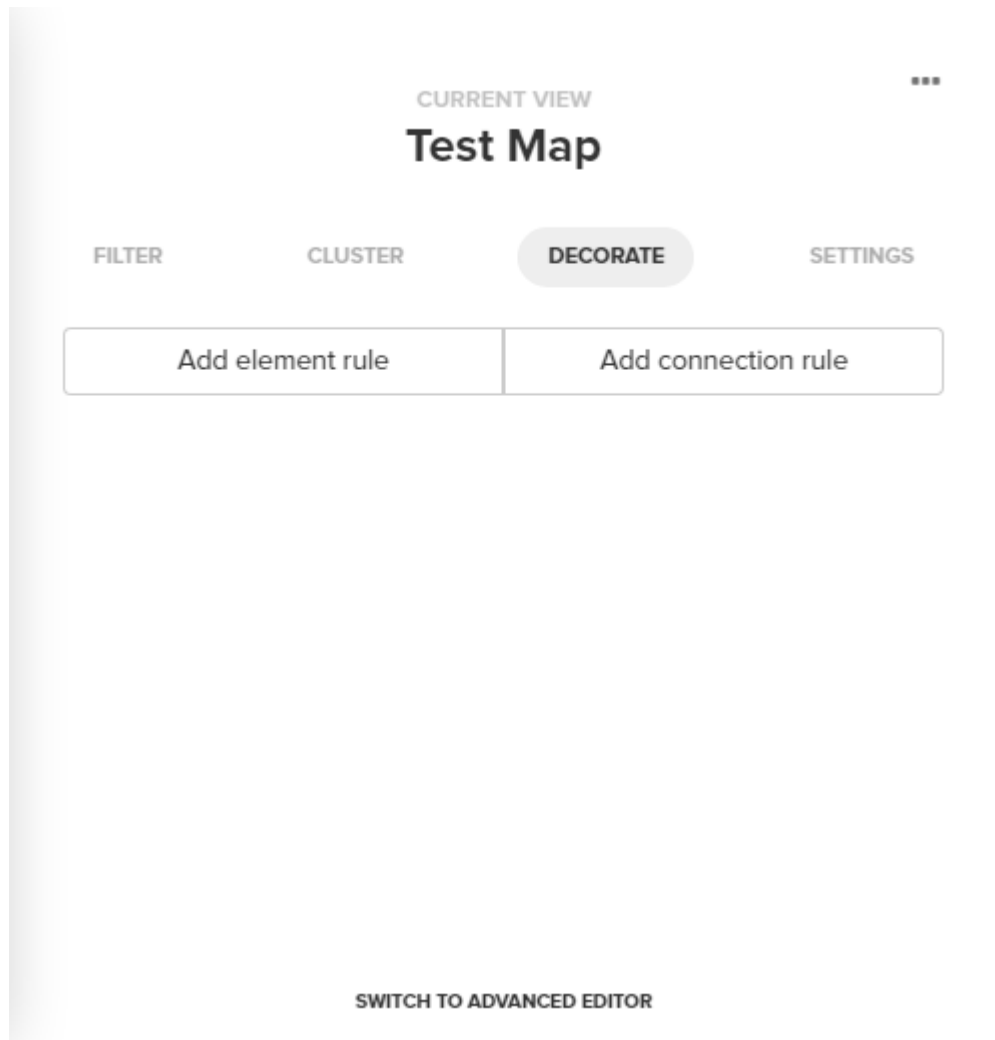 CURRENT VIEW
Test Map
FILTER CLUSTER DECORATE SETTINGS
Add element rule Add connection rule
SWITCH TO ADVANCED EDITOR